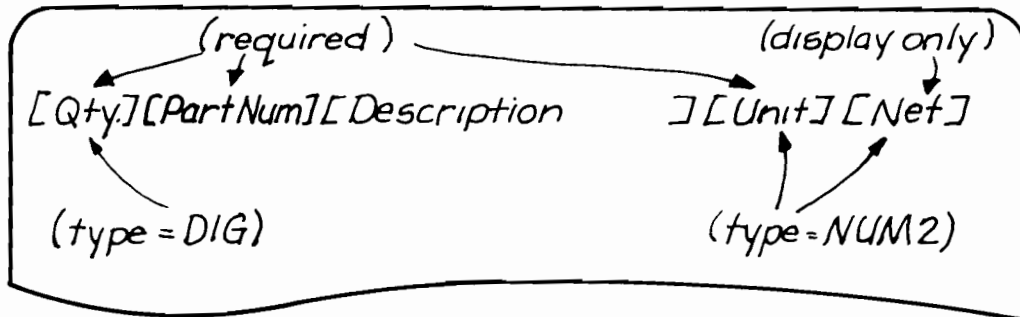 (required) (display only)
[Qty.][PartNum][Description ][Unit] [Net]
(type=DIG) (type=NUM2)